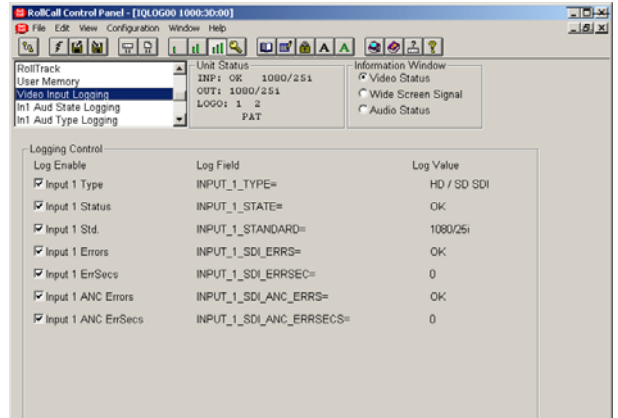 RollCall Control Panel - [IQLOG00 1000:3D:00]
File Edit View Configuration Window Help
A A
RollTrack
User Memory
Video Input Logging
In1 Aud State Logging
In1 Aud Type Logging
Unit Status
INP: OK 1080/25i
OUT: 1080/25i
LOGO: 1 2
PAT
Information Window
Video Status
Wide Screen Signal
Audio Status
Logging Control
Log Enable Log Field Log Value
Input 1 Type INPUT_1_TYPE= HD / SD SDI
Input 1 Status INPUT_1_STATE= OK
Input 1 Std. INPUT_1_STANDARD= 1080/25i
Input 1 Errors INPUT_1_SDI_ERRS= OK
Input 1 ErrSecs INPUT_1_SDI_ERRSEC= 0
Input 1 ANC Errors INPUT_1_SDI_ANC_ERRS= OK
Input 1 ANC ErrSecs INPUT_1_SDI_ANC_ERRSECS= 0